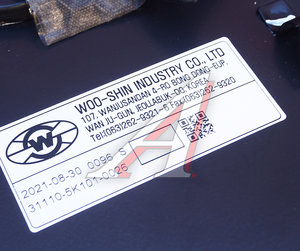 WOO-SHIN INDUSTRY CO., LTD
107, WANJUSANDAN 4-RO BONG DONG-EUP,
WAN JU-GUN, JEOLLABUK-DO KOREA
Tel:(063)262-9321~6 Fax:(063)262-9320
W
2021-08-30 0096
31110-5K101-0026